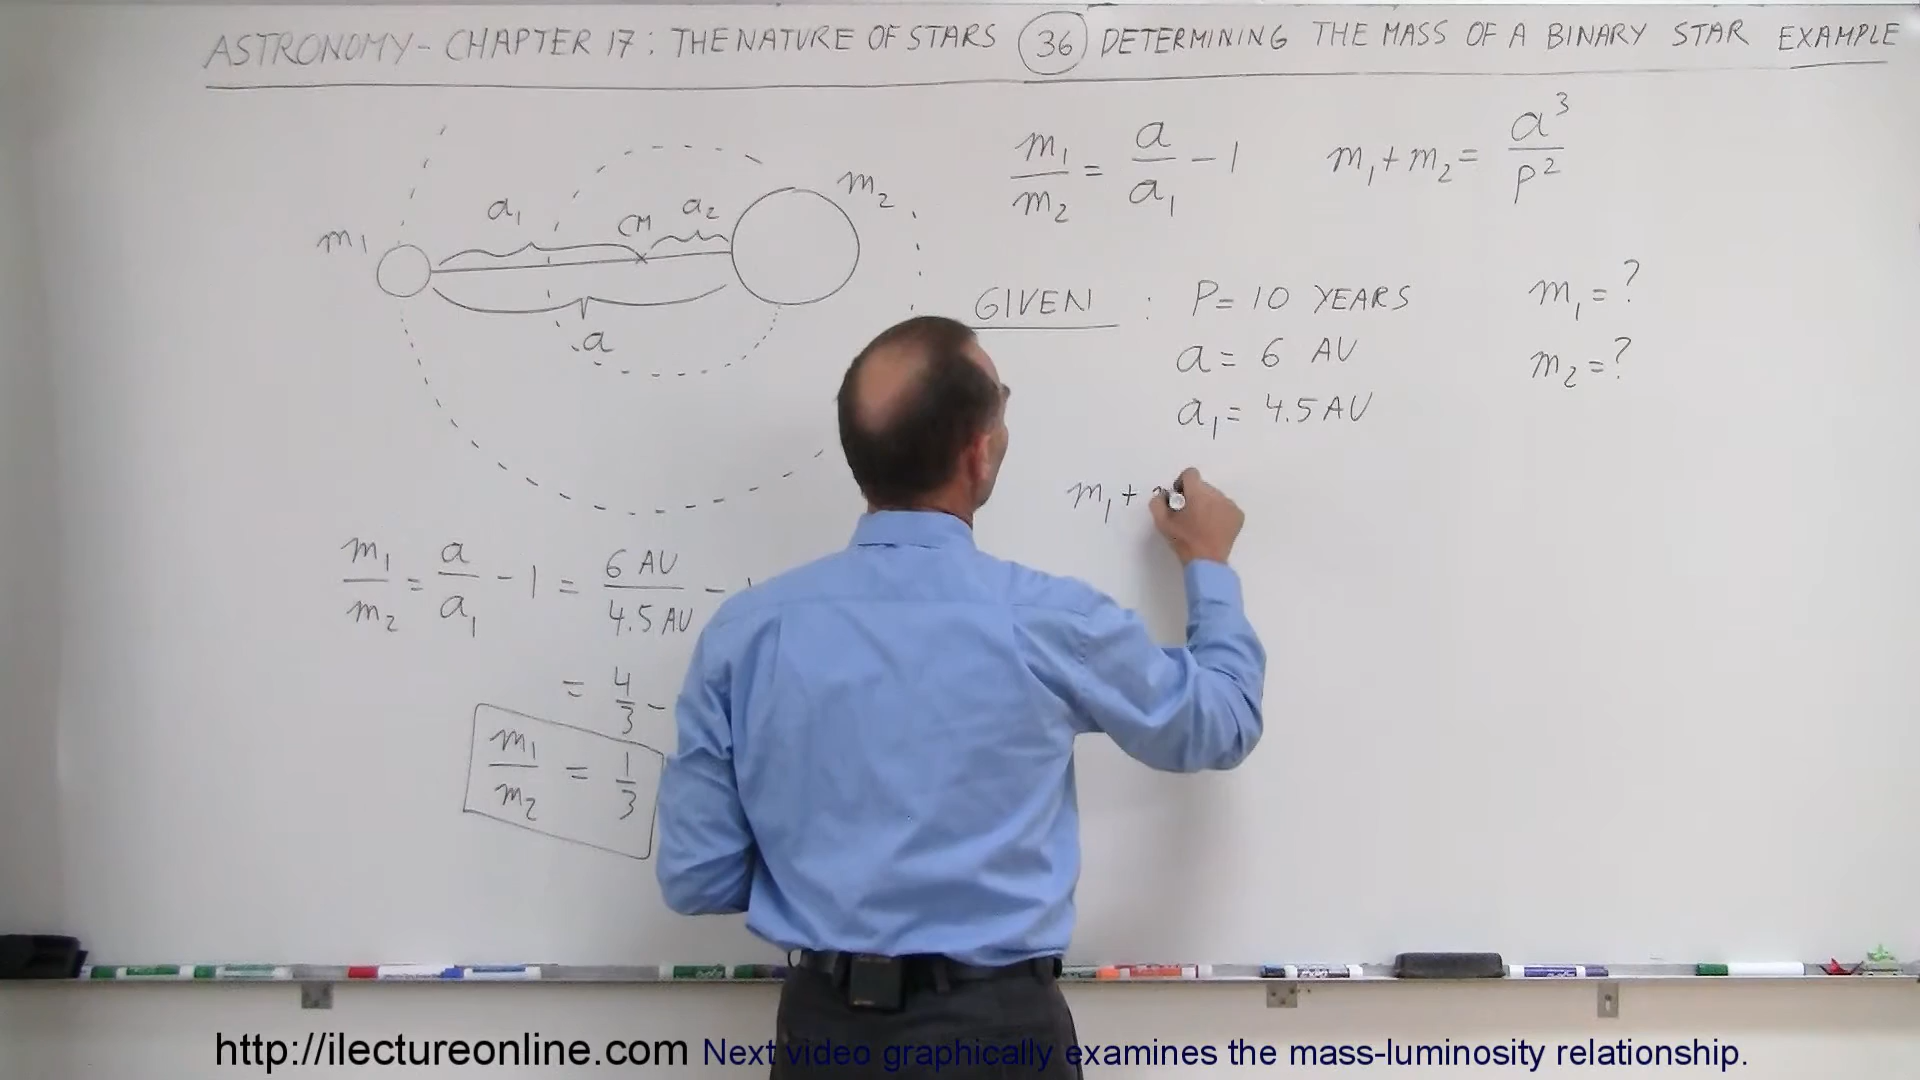 ASTRONOMY - CHAPTER 17: THE NATURE OF STARS 36 DETERMINING THE MASS OF A BINARY STAR EXAMPLE
m1 a1 CM a2 m2
a
m1/m2 = a/a1 - 1
m1 + m2 = a³/P²
GIVEN : P = 10 YEARS
a = 6 AU
a1 = 4.5 AU
m1 = ?
m2 = ?
m1 +
m1/m2 = a/a1 - 1 = 6 AU/4.5 AU -
= 4/3 -
m1/m2 = 1/3
http://ilectureonline.com Next video graphically examines the mass-luminosity relationship.